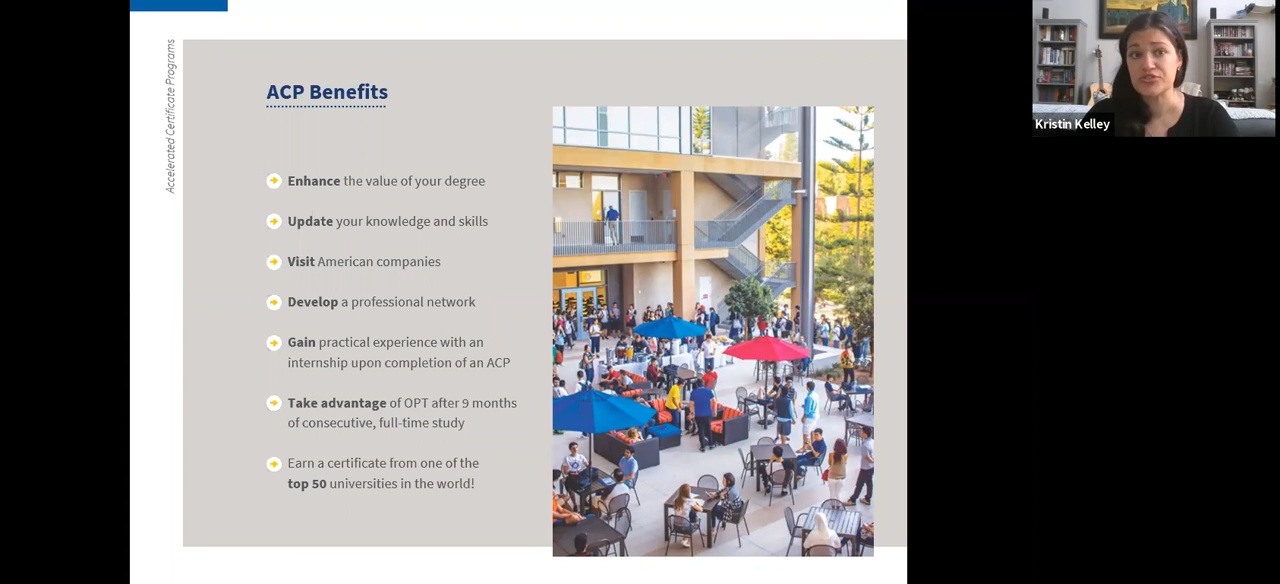 Accelerated Certificate Programs
ACP Benefits
Enhance the value of your degree
Update your knowledge and skills
Visit American companies
Develop a professional network
Gain practical experience with an
internship upon completion of an ACP
Take advantage of OPT after 9 months
of consecutive, full-time study
Earn a certificate from one of the
top 50 universities in the world!
Kristin Kelley